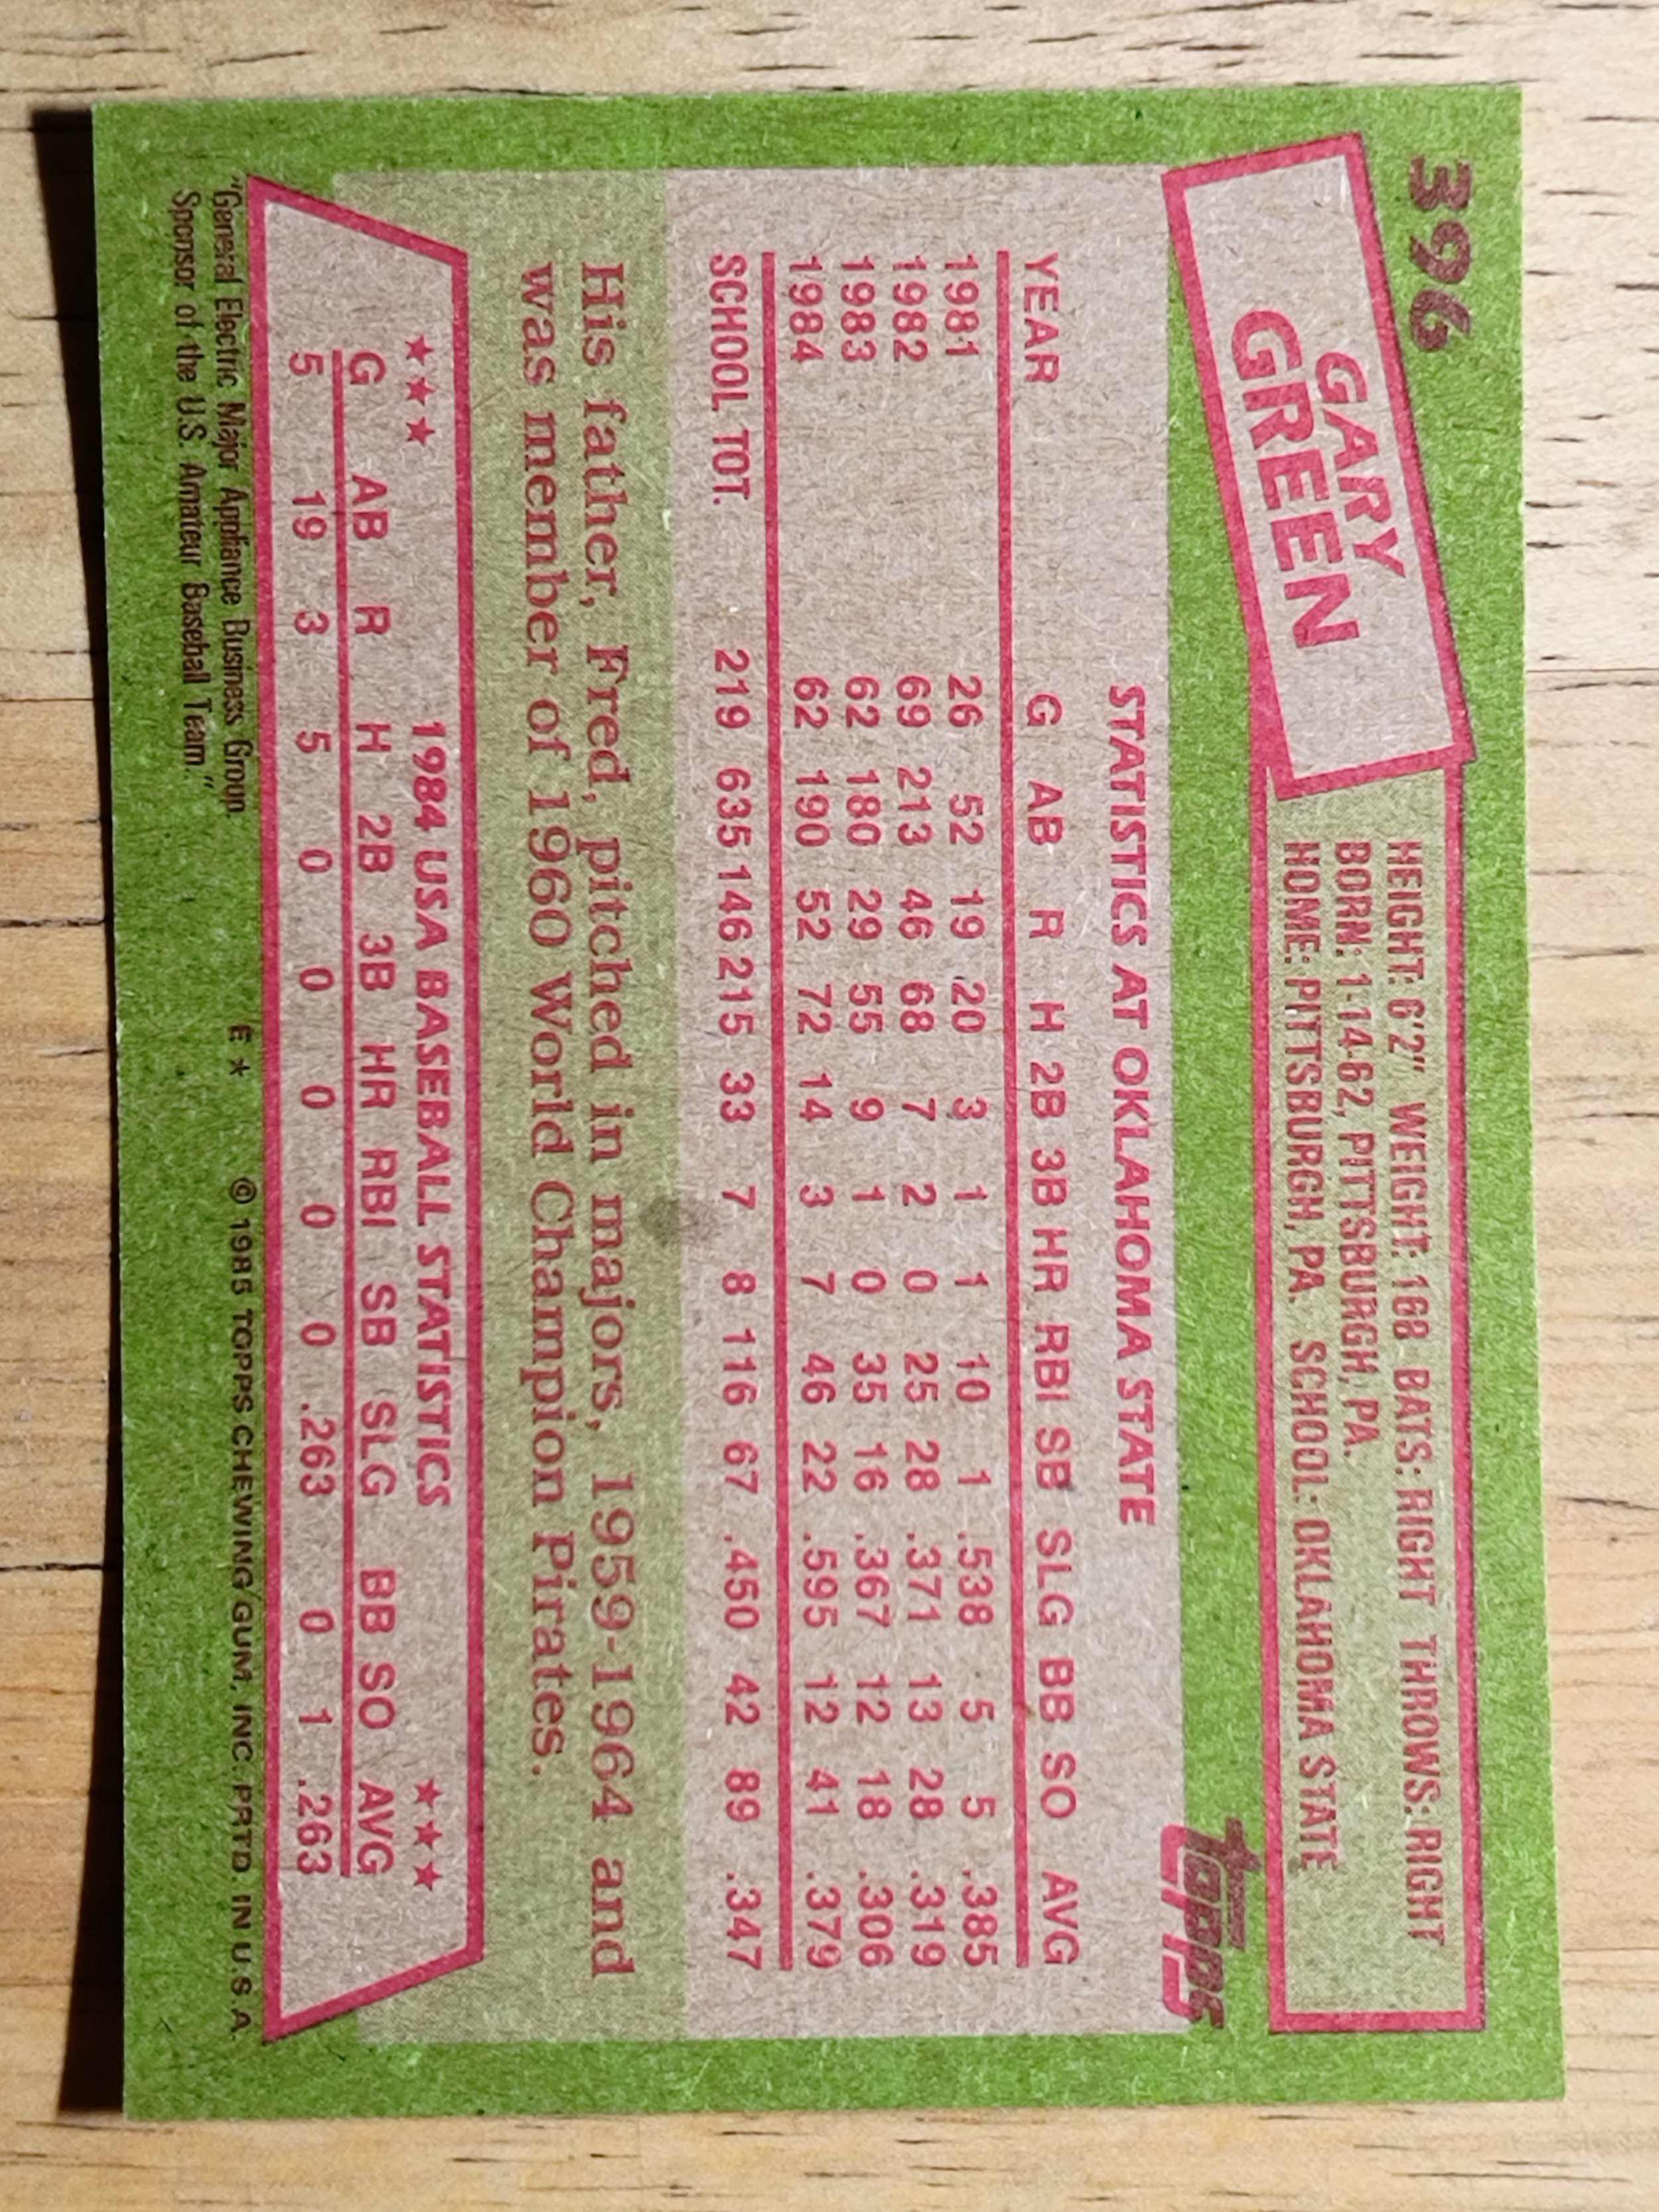 396
GARY
GREEN
HEIGHT: 6'2" WEIGHT: 168 BATS: RIGHT THROWS: RIGHT
BORN: 1-14-62, PITTSBURGH, PA.
HOME: PITTSBURGH, PA. SCHOOL: OKLAHOMA STATE
topps
STATISTICS AT OKLAHOMA STATE
YEAR G AB R H 2B 3B HR RBI SB SLG BB SO AVG
1981 26 52 19 20 3 1 1 10 1 .538 5 5 .385
1982 69 213 46 68 7 2 0 25 28 .371 13 28 .319
1983 62 180 29 55 9 1 0 35 16 .367 12 18 .306
1984 62 190 52 72 14 3 7 46 22 .595 12 41 .379
SCHOOL TOT. 219 635 146 215 33 7 8 116 67 .450 42 89 .347
His father, Fred, pitched in majors, 1959-1964 and
was member of 1960 World Champion Pirates.
★★★ 1984 USA BASEBALL STATISTICS ★★★
G AB R H 2B 3B HR RBI SB SLG BB SO AVG
5 19 3 5 0 0 0 0 0 .263 0 1 .263
"General Electric Major Appliance Business Group. E* © 1985 TOPPS CHEWING GUM, INC. PRTD. IN U.S.A.
Sponsor of the U.S. Amateur Baseball Team."